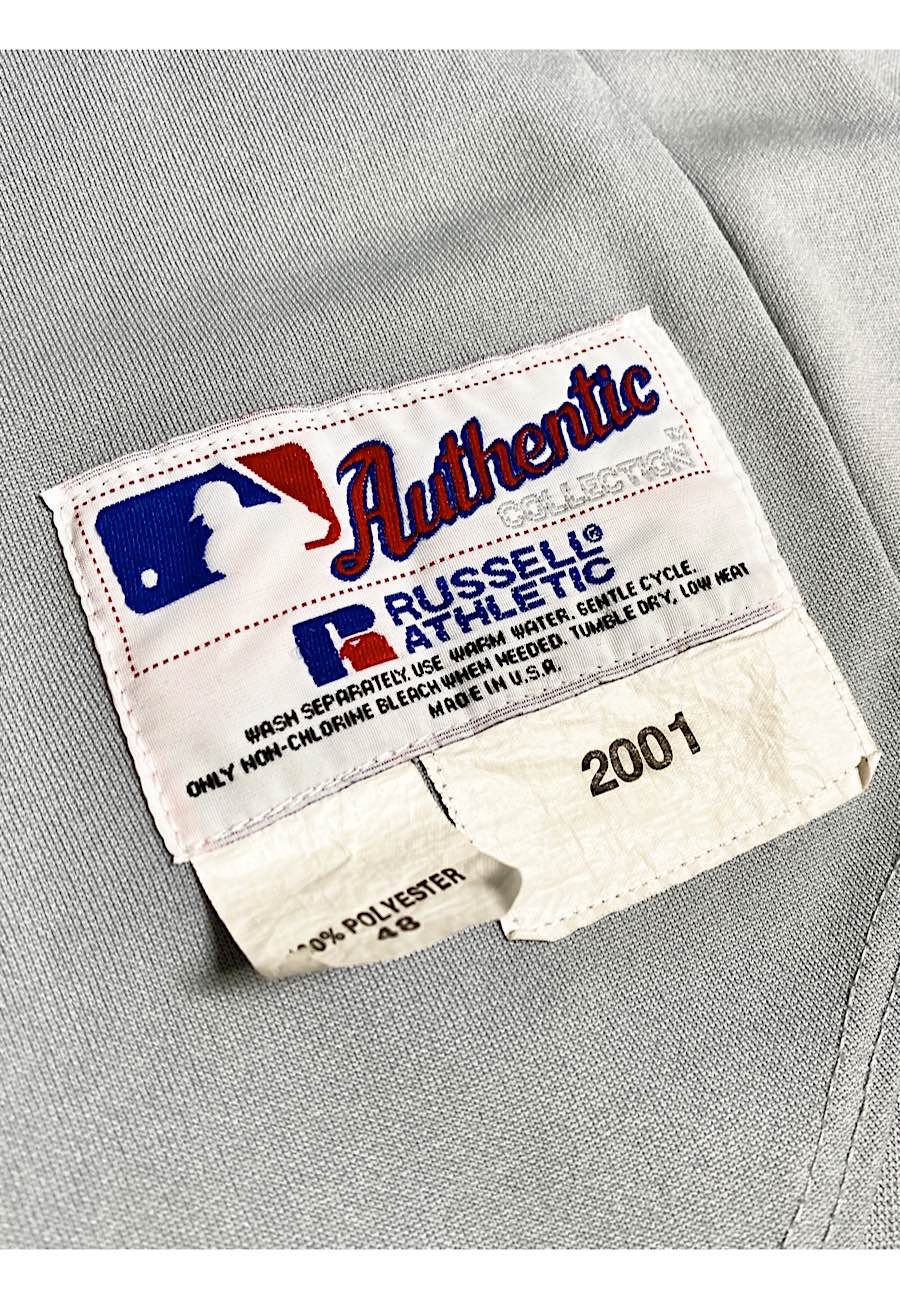 Authentic
COLLECTION™
RUSSELL®
ATHLETIC
WASH SEPARATELY. USE WARM WATER. GENTLE CYCLE.
ONLY NON-CHLORINE BLEACH WHEN NEEDED. TUMBLE DRY, LOW HEAT
MADE IN U.S.A.
2001
POLYESTER
48